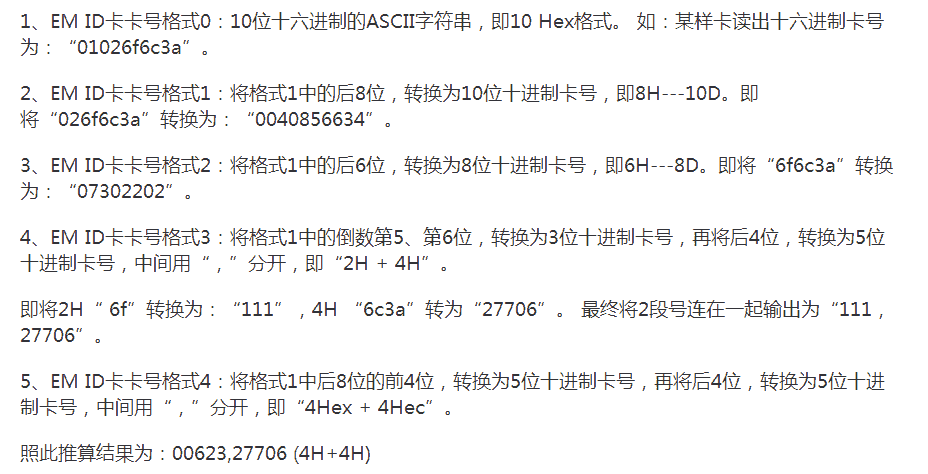 1、EM ID卡卡号格式0：10位十六进制的ASCII字符串，即10 Hex格式。 如：某样卡读出十六进制卡号
为：“01026f6c3a”。
2、EM ID卡卡号格式1：将格式1中的后8位，转换为10位十进制卡号，即8H---10D。即
将“026f6c3a”转换为：“0040856634”。
3、EM ID卡卡号格式2：将格式1中的后6位，转换为8位十进制卡号，即6H---8D。即将“6f6c3a”转换
为：“07302202”。
4、EM ID卡卡号格式3：将格式1中的倒数第5、第6位，转换为3位十进制卡号，再将后4位，转换为5位
十进制卡号，中间用“，”分开，即“2H + 4H”。
即将2H“ 6f”转换为：“111”，4H “6c3a”转为“27706”。 最终将2段号连在一起输出为“111，
27706”。
5、EM ID卡卡号格式4：将格式1中后8位的前4位，转换为5位十进制卡号，再将后4位，转换为5位十进
制卡号，中间用“，”分开，即“4Hex + 4Hec”。
照此推算结果为：00623,27706 (4H+4H)